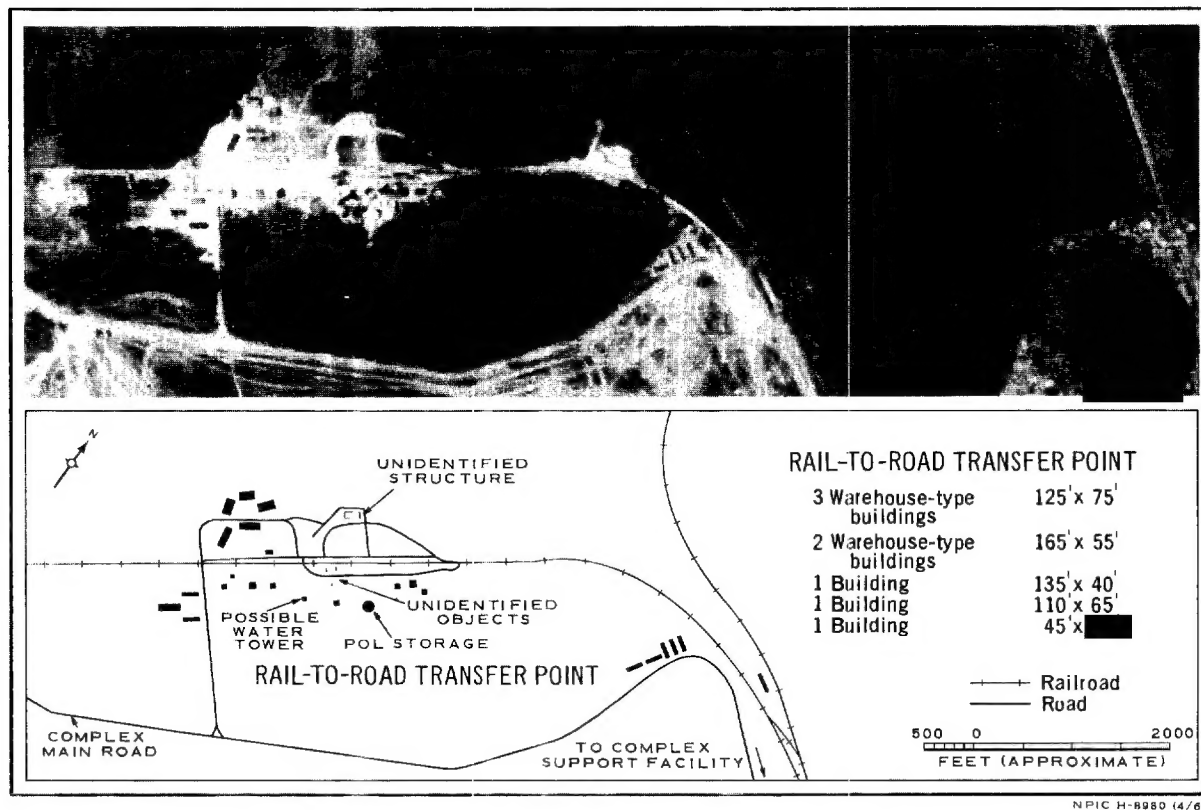 N
UNIDENTIFIED
STRUCTURE
POSSIBLE
WATER
TOWER
UNIDENTIFIED
OBJECTS
POL STORAGE
RAIL-TO-ROAD TRANSFER POINT
COMPLEX
MAIN ROAD
TO COMPLEX
SUPPORT FACILITY
RAIL-TO-ROAD TRANSFER POINT
3 Warehouse-type 125' x 75'
buildings
2 Warehouse-type 165' x 55'
buildings
1 Building 135' x 40'
1 Building 110' x 65'
1 Building 45' x
Railroad
Road
500 0 2000
FEET (APPROXIMATE)
NPIC H-8980